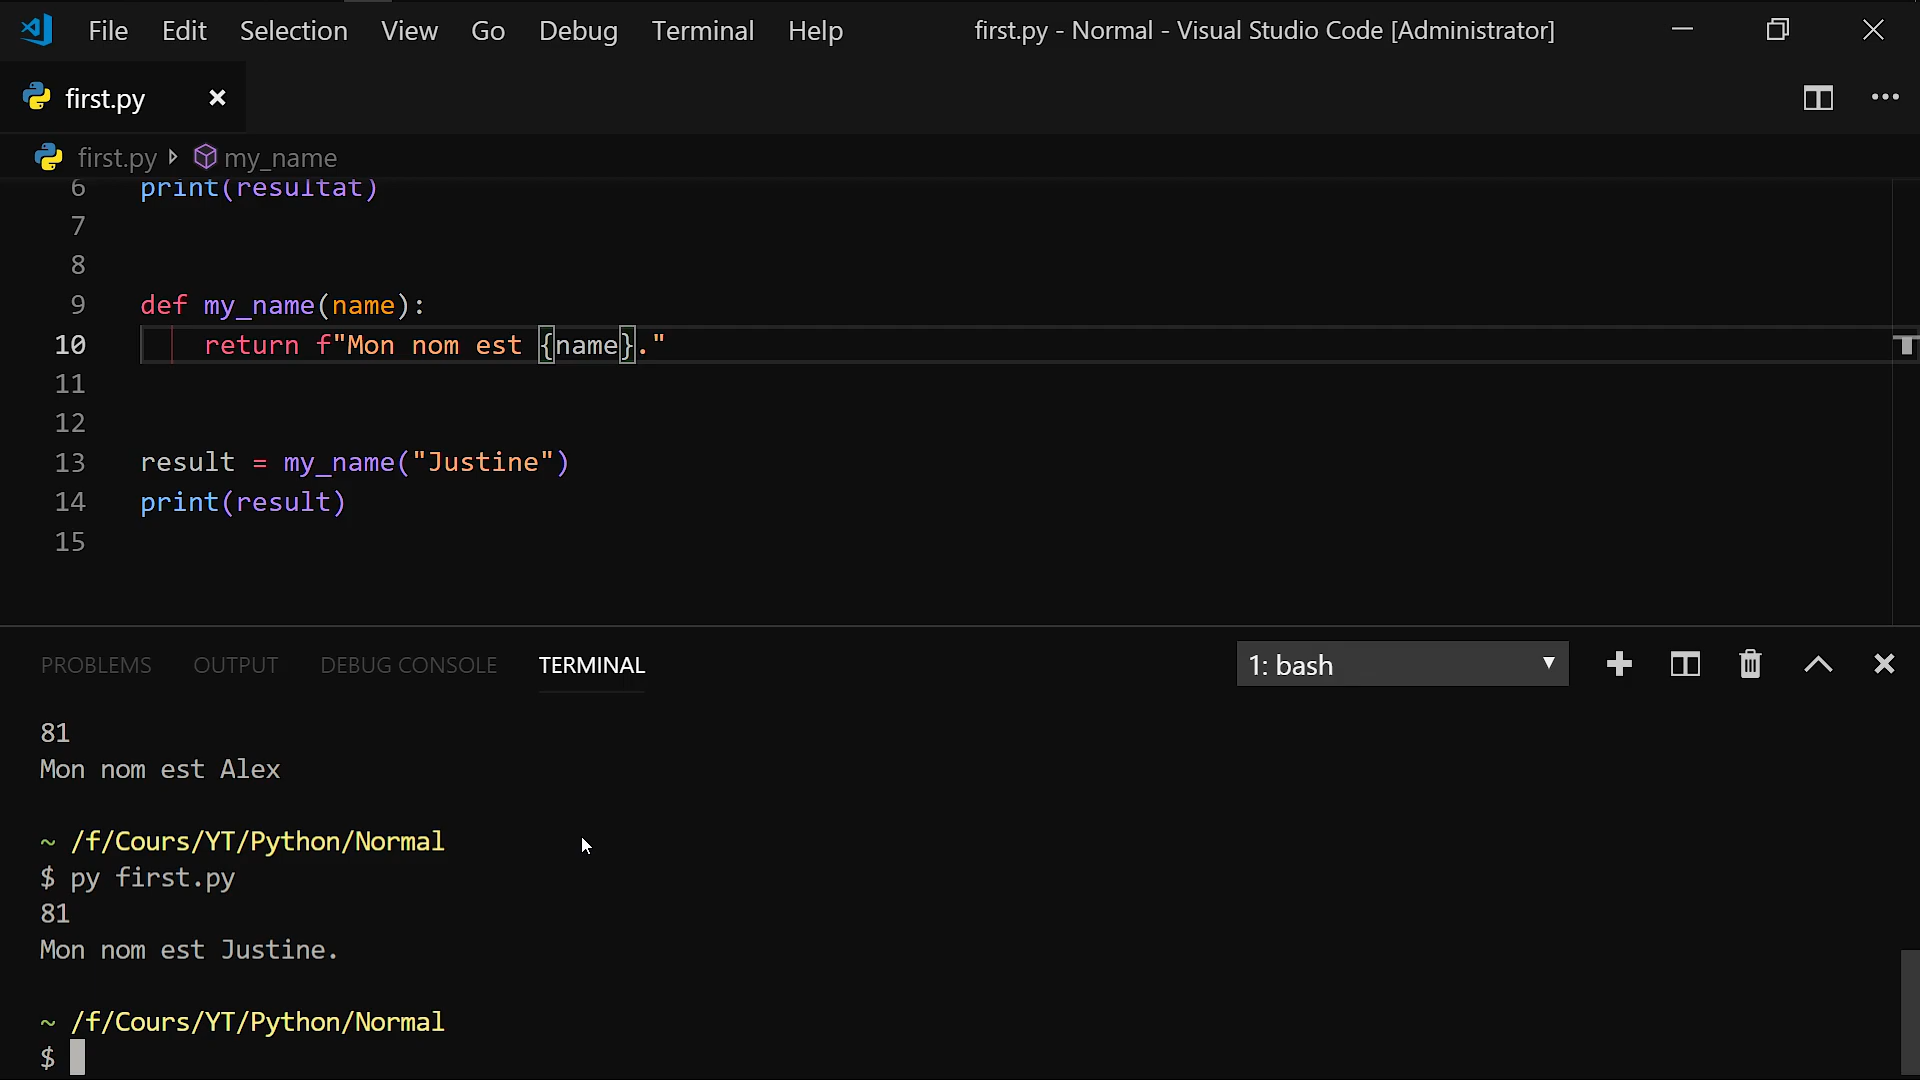 File Edit Selection View Go Debug Terminal Help first.py - Normal - Visual Studio Code [Administrator]
first.py
first.py my_name
6 print(resultat)
7
8
9 def my_name(name):
10 return f"Mon nom est {name}."
11
12
13 result = my_name("Justine")
14 print(result)
15
PROBLEMS OUTPUT DEBUG CONSOLE TERMINAL 1: bash
81
Mon nom est Alex
~ /f/Cours/YT/Python/Normal
$ py first.py
81
Mon nom est Justine.
~ /f/Cours/YT/Python/Normal
$